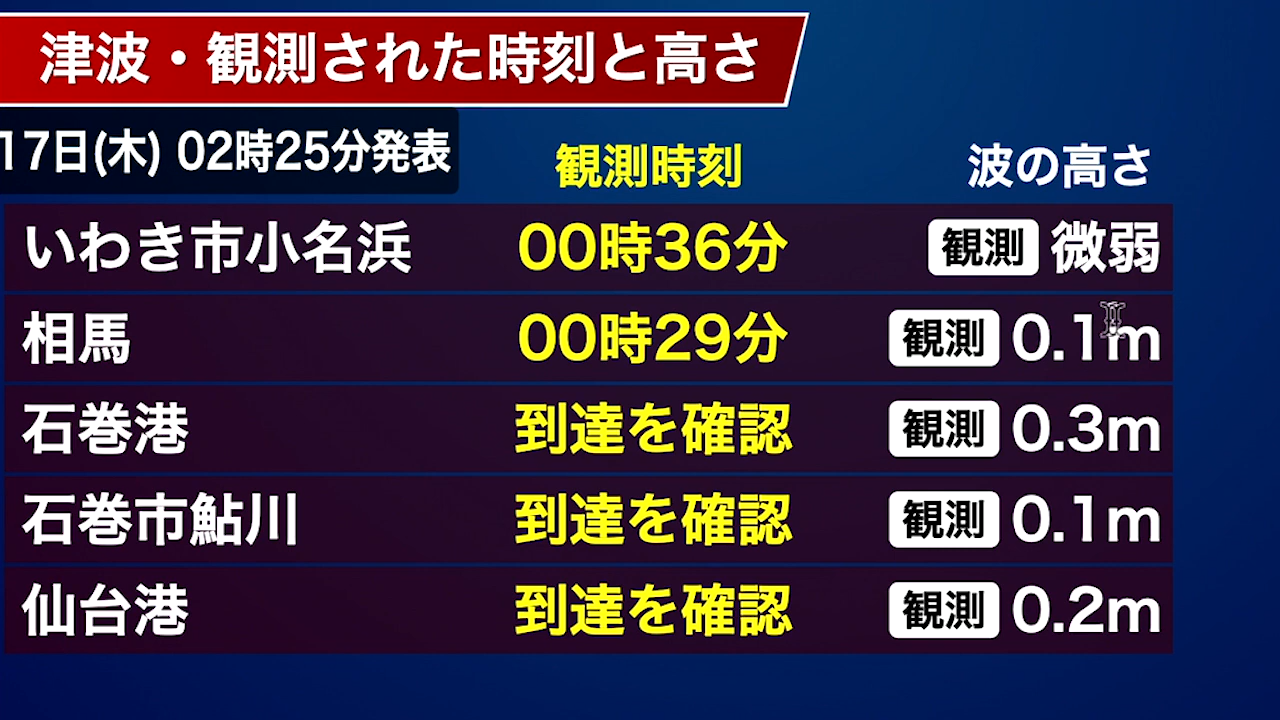 津波・観測された時刻と高さ
17日(木) 02時25分発表
観測時刻 波の高さ
いわき市小名浜 00時36分 観測 微弱
相馬 00時29分 観測 0.1m
石巻港 到達を確認 観測 0.3m
石巻市鮎川 到達を確認 観測 0.1m
仙台港 到達を確認 観測 0.2m